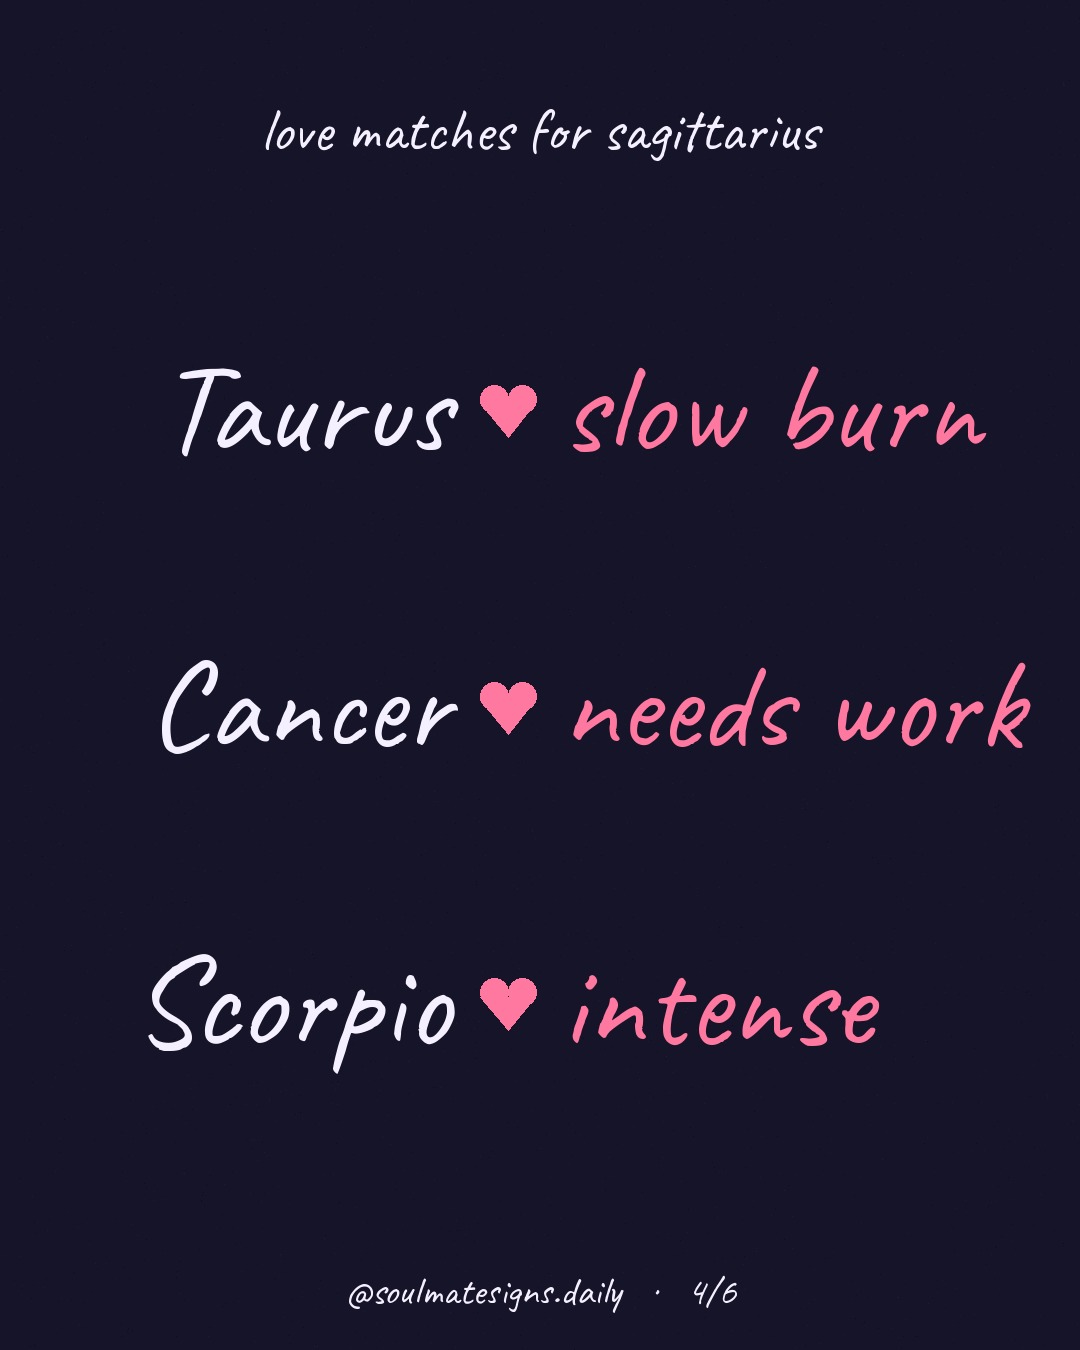 love matches for sagittarius
Taurus ♥ slow burn
Cancer ♥ needs work
Scorpio ♥ intense
@soulmatesigns.daily · 4/6